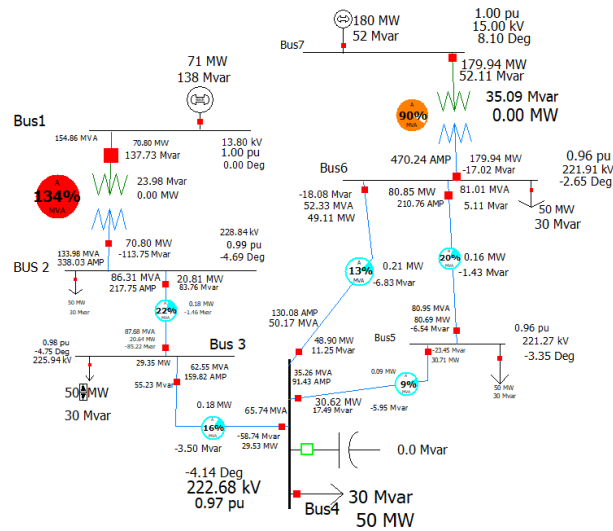 180 MW
52 Mvar
Bus7
1.00 pu
15.00 kV
8.10 Deg
179.94 MW
52.11 Mvar
35.09 Mvar
0.00 MW
A
90%
MVA
470.24 AMP
179.94 MW
-17.02 Mvar
0.96 pu
221.91 kV
-2.65 Deg
Bus6
71 MW
138 Mvar
Bus1
154.86 MVA
70.80 MW
137.73 Mvar
13.80 kV
1.00 pu
0.00 Deg
A
134%
MVA
23.98 Mvar
0.00 MW
70.80 MW
-113.75 Mvar
228.84 kV
0.99 pu
-4.69 Deg
133.98 MVA
338.03 AMP
BUS 2
86.31 MVA
217.75 AMP
20.81 MW
83.76 Mvar
50 MW
30 Mvar
A
22%
MVA
0.18 MW
-1.46 Mvar
87.68 MVA
20.64 MW
-85.22 Mvar
Bus 3
0.98 pu
-4.75 Deg
225.94 kV
29.35 MW
55.23 Mvar
62.55 MVA
159.82 AMP
50 MW
30 Mvar
0.18 MW
A
16%
MVA
-3.50 Mvar
65.74 MVA
-58.74 Mvar
29.53 MW
-18.08 Mvar
52.33 MVA
49.11 MW
80.85 MW
210.76 AMP
81.01 MVA
5.11 Mvar
50 MW
30 Mvar
A
13%
MVA
0.21 MW
-6.83 Mvar
A
20%
MVA
0.16 MW
-1.43 Mvar
130.08 AMP
50.17 MVA
48.90 MW
11.25 Mvar
80.95 MVA
80.69 MW
-6.54 Mvar
Bus5
0.96 pu
221.27 kV
-3.35 Deg
-23.45 Mvar
30.71 MW
35.26 MVA
91.43 AMP
0.09 MW
A
9%
MVA
30.62 MW
17.49 Mvar
-5.95 Mvar
50 MW
30 Mvar
0.0 Mvar
-4.14 Deg
222.68 kV
0.97 pu
Bus4
30 Mvar
50 MW